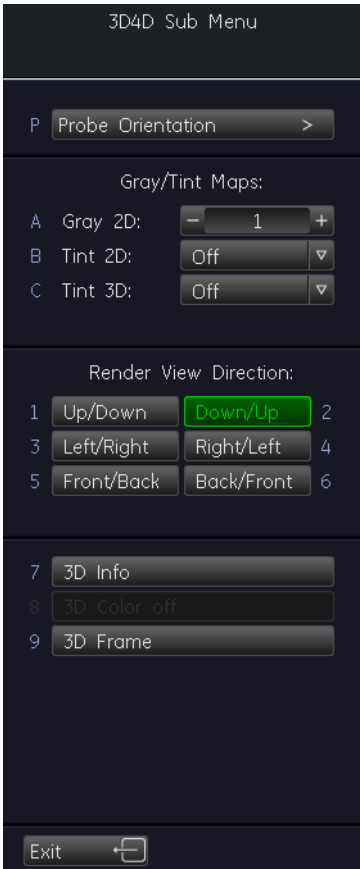 3D4D Sub Menu
P Probe Orientation >
Gray/Tint Maps:
A Gray 2D: − 1 +
B Tint 2D: Off
C Tint 3D: Off
Render View Direction:
1 Up/Down Down/Up 2
3 Left/Right Right/Left 4
5 Front/Back Back/Front 6
7 3D Info
8 3D Color off
9 3D Frame
Exit